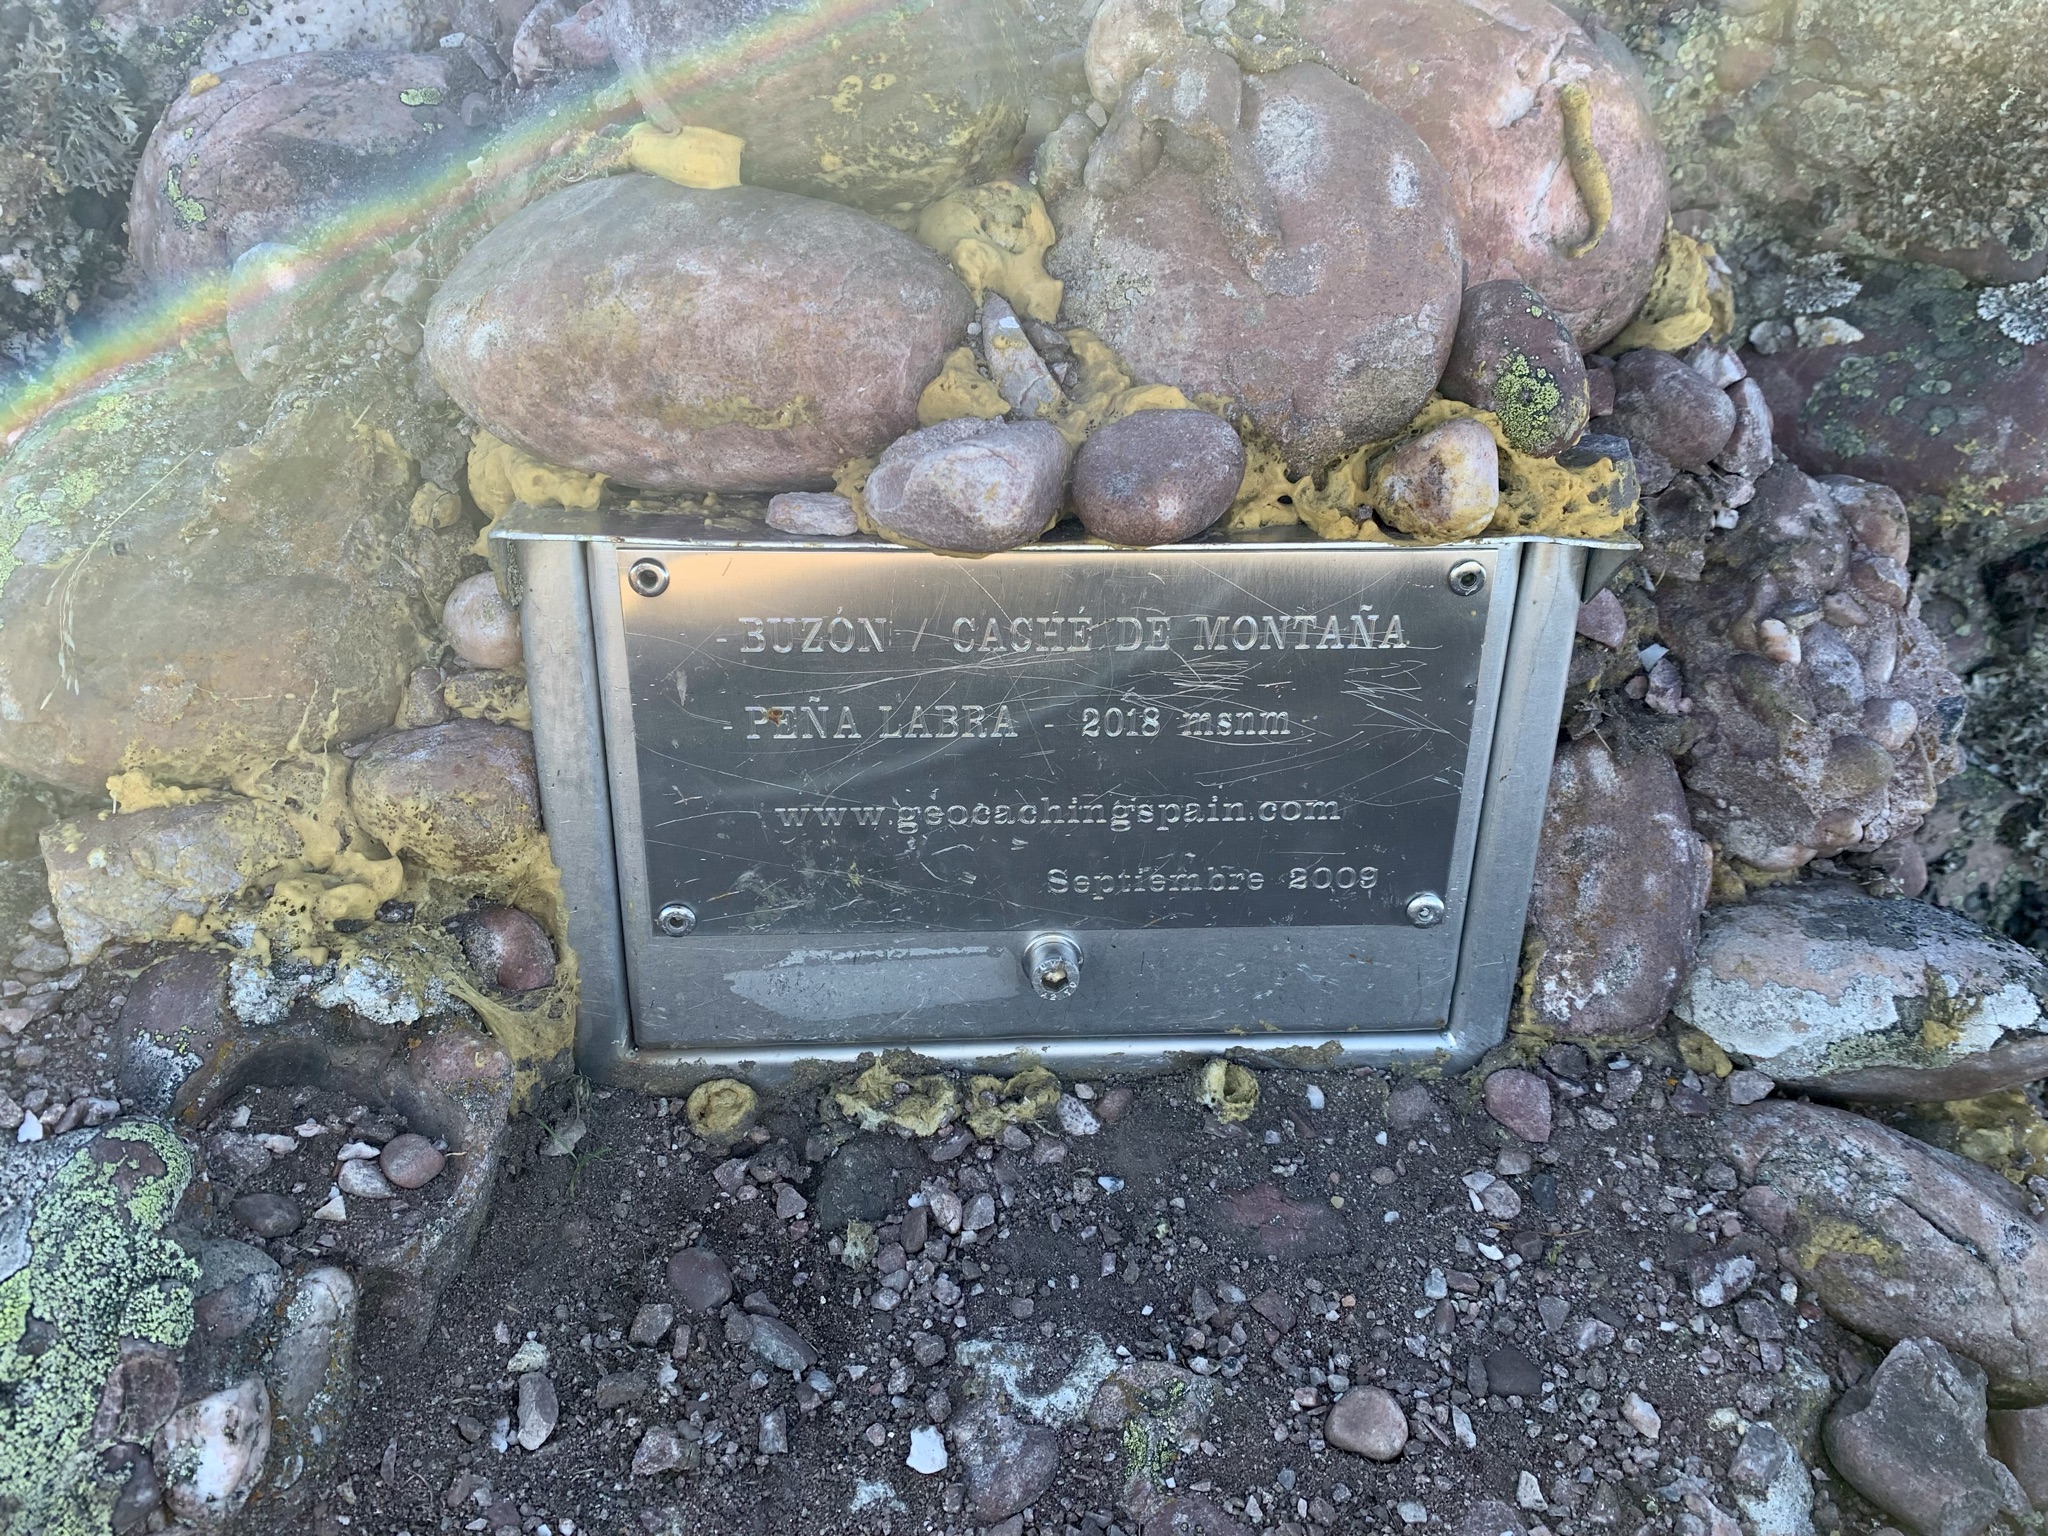 -BUZÓN / CACHÉ DE MONTAÑA
-PEÑA LABRA - 2018 msnm
www.geocachingspain.com
Septiembre 2009